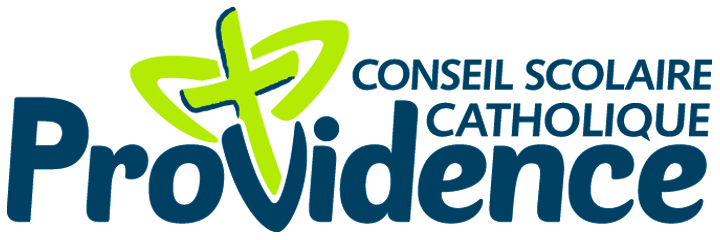 CONSEIL SCOLAIRE
CATHOLIQUE
Providence